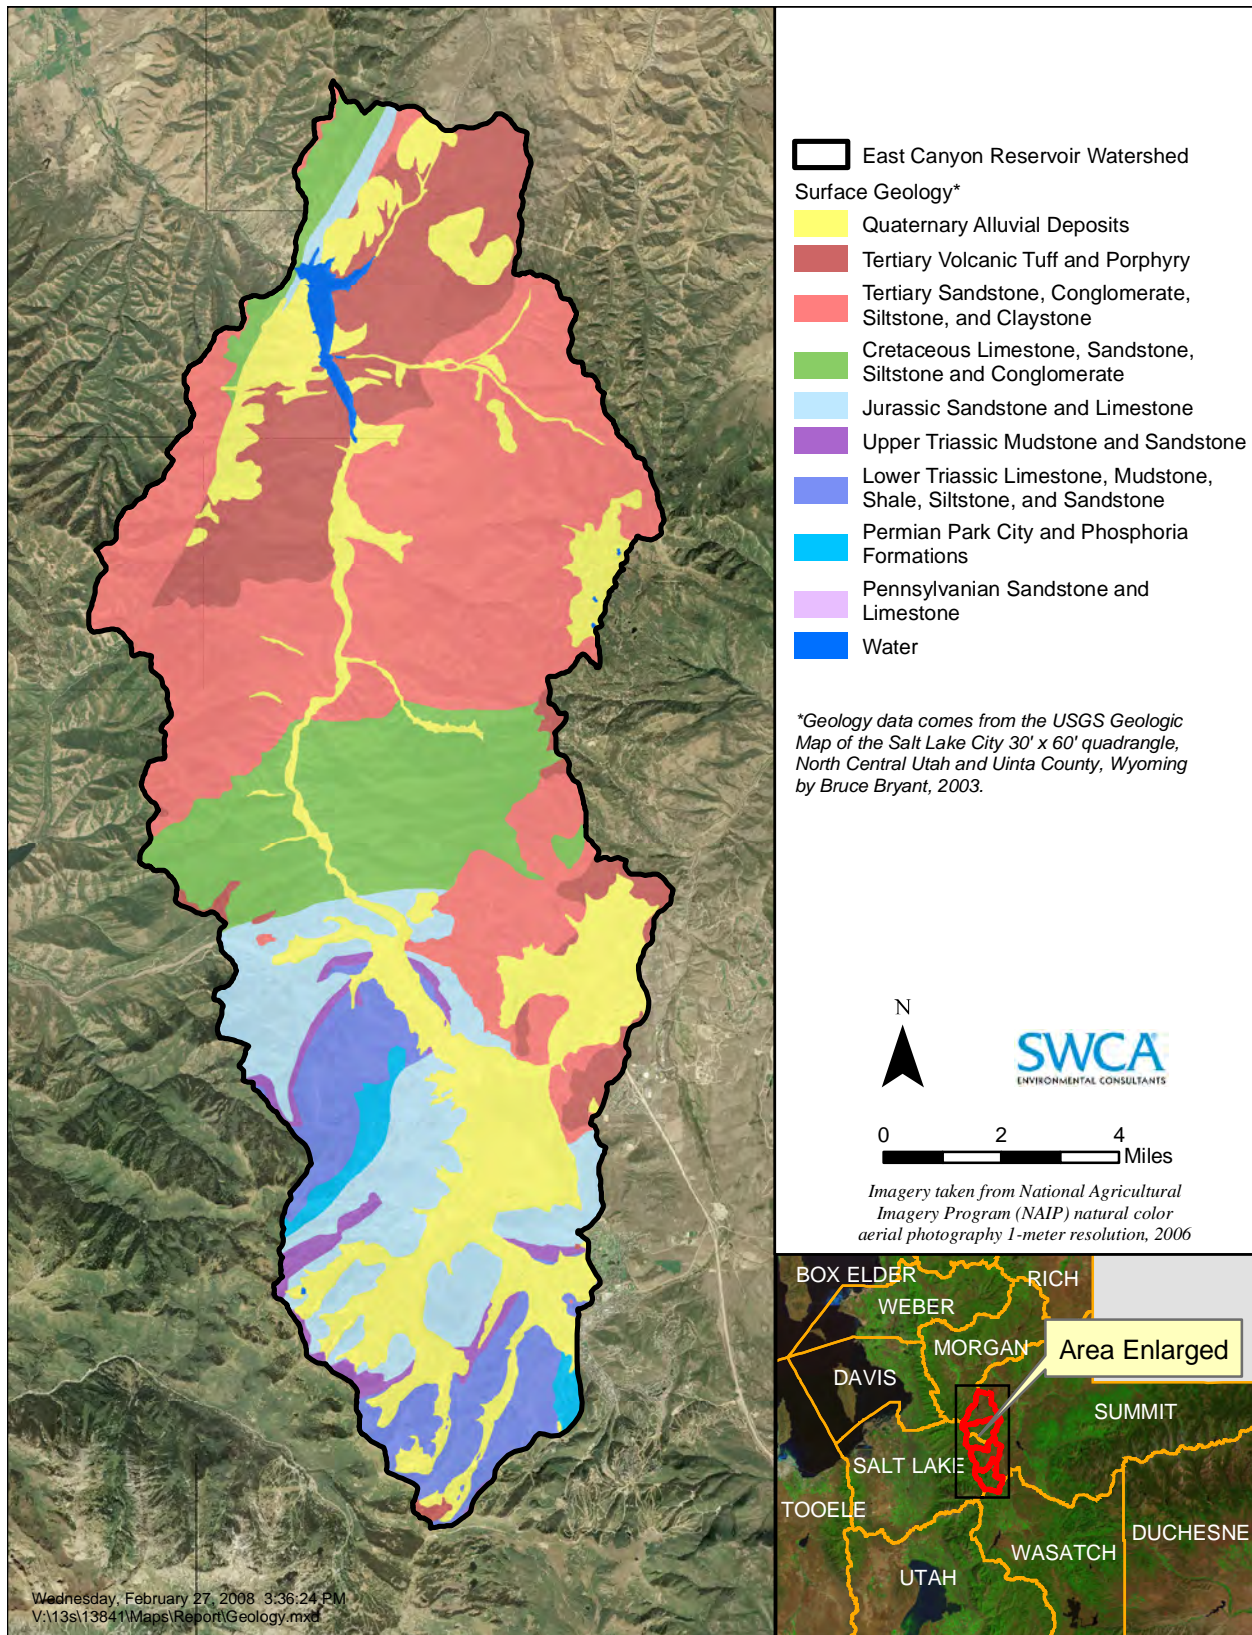 East Canyon Reservoir Watershed
Surface Geology*
Quaternary Alluvial Deposits
Tertiary Volcanic Tuff and Porphyry
Tertiary Sandstone, Conglomerate,
Siltstone, and Claystone
Cretaceous Limestone, Sandstone,
Siltstone and Conglomerate
Jurassic Sandstone and Limestone
Upper Triassic Mudstone and Sandstone
Lower Triassic Limestone, Mudstone,
Shale, Siltstone, and Sandstone
Permian Park City and Phosphoria
Formations
Pennsylvanian Sandstone and
Limestone
Water
*Geology data comes from the USGS Geologic
Map of the Salt Lake City 30' x 60' quadrangle,
North Central Utah and Uinta County, Wyoming
by Bruce Bryant, 2003.
N
SWCA®
ENVIRONMENTAL CONSULTANTS
0 2 4
Miles
Imagery taken from National Agricultural
Imagery Program (NAIP) natural color
aerial photography 1-meter resolution, 2006
BOX ELDER
RICH
WEBER
MORGAN
Area Enlarged
DAVIS
SUMMIT
SALT LAKE
TOOELE
DUCHESNE
WASATCH
UTAH
Wednesday, February 27, 2008 3:36:24 PM
V:\13s\13841\Maps\Report\Geology.mxd